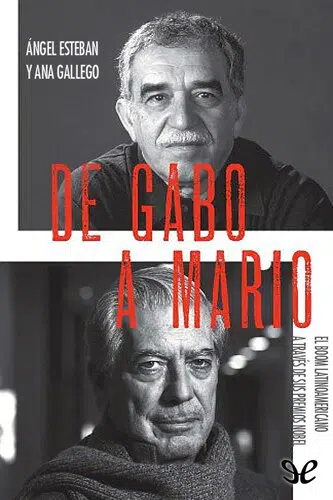 ÁNGEL ESTEBAN
Y ANA GALLEGO
DE GABO
A MARIO
EL BOOM LATINOAMERICANO
A TRAVÉS DE SUS PREMIOS NOBEL